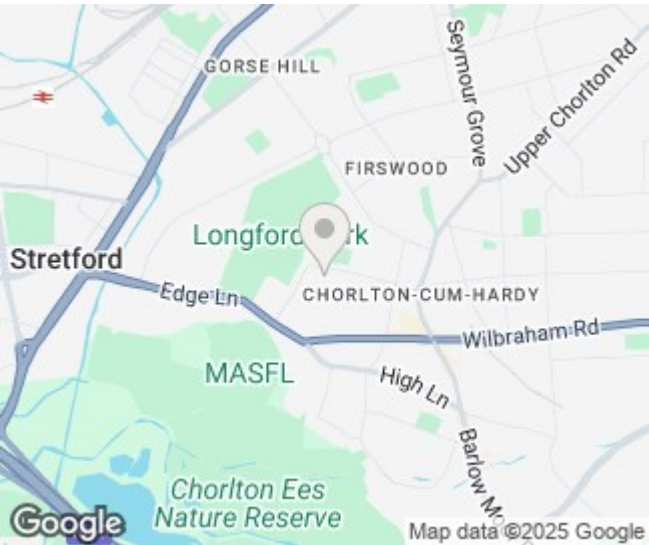 GORSE HILL
Seymour Grove
Upper Chorlton Rd
FIRSWOOD
Longford
rk
Stretford
Edge Ln
CHORLTON-CUM-HARDY
Wilbraham Rd
MASFL
High Ln
Barlow Mo
Chorlton Ees
Nature Reserve
Google
Map data ©2025 Google